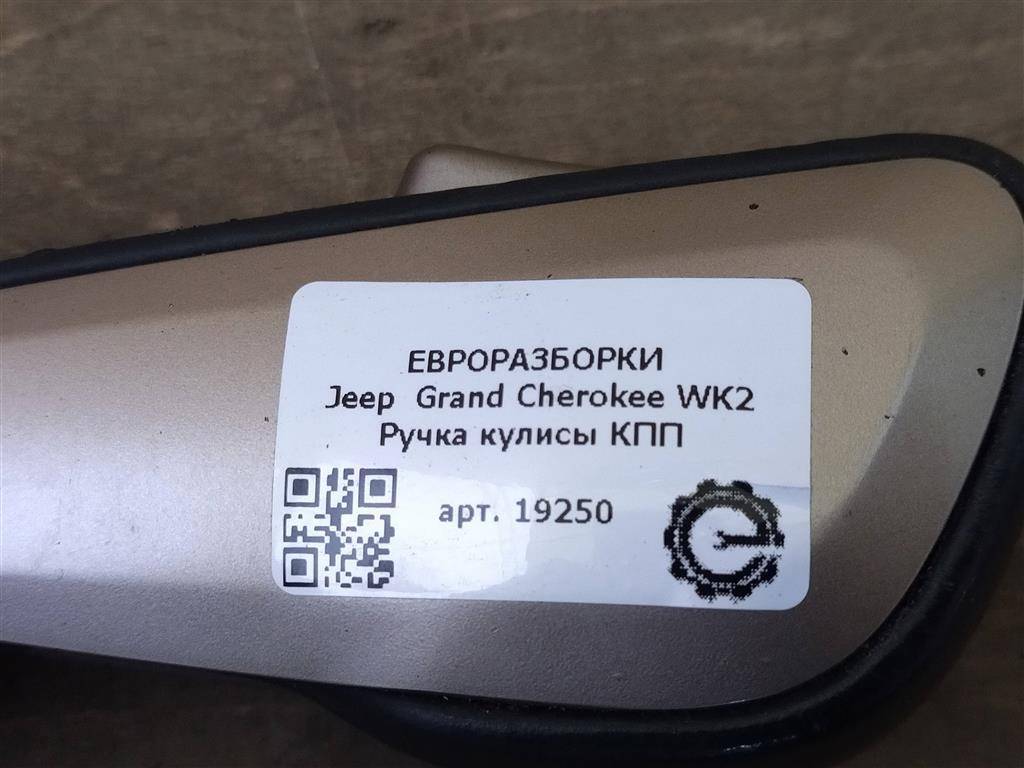 ЕВРОРАЗБОРКИ
Jeep Grand Cherokee WK2
Ручка кулисы КПП
арт. 19250